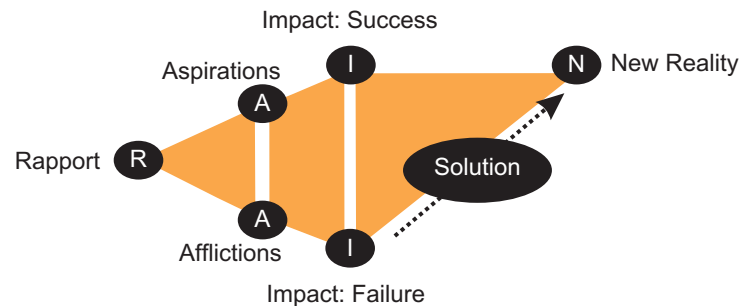 Impact: Success
I
N
New Reality
Aspirations
A
Rapport
R
Solution
A
Afflictions
I
Impact: Failure